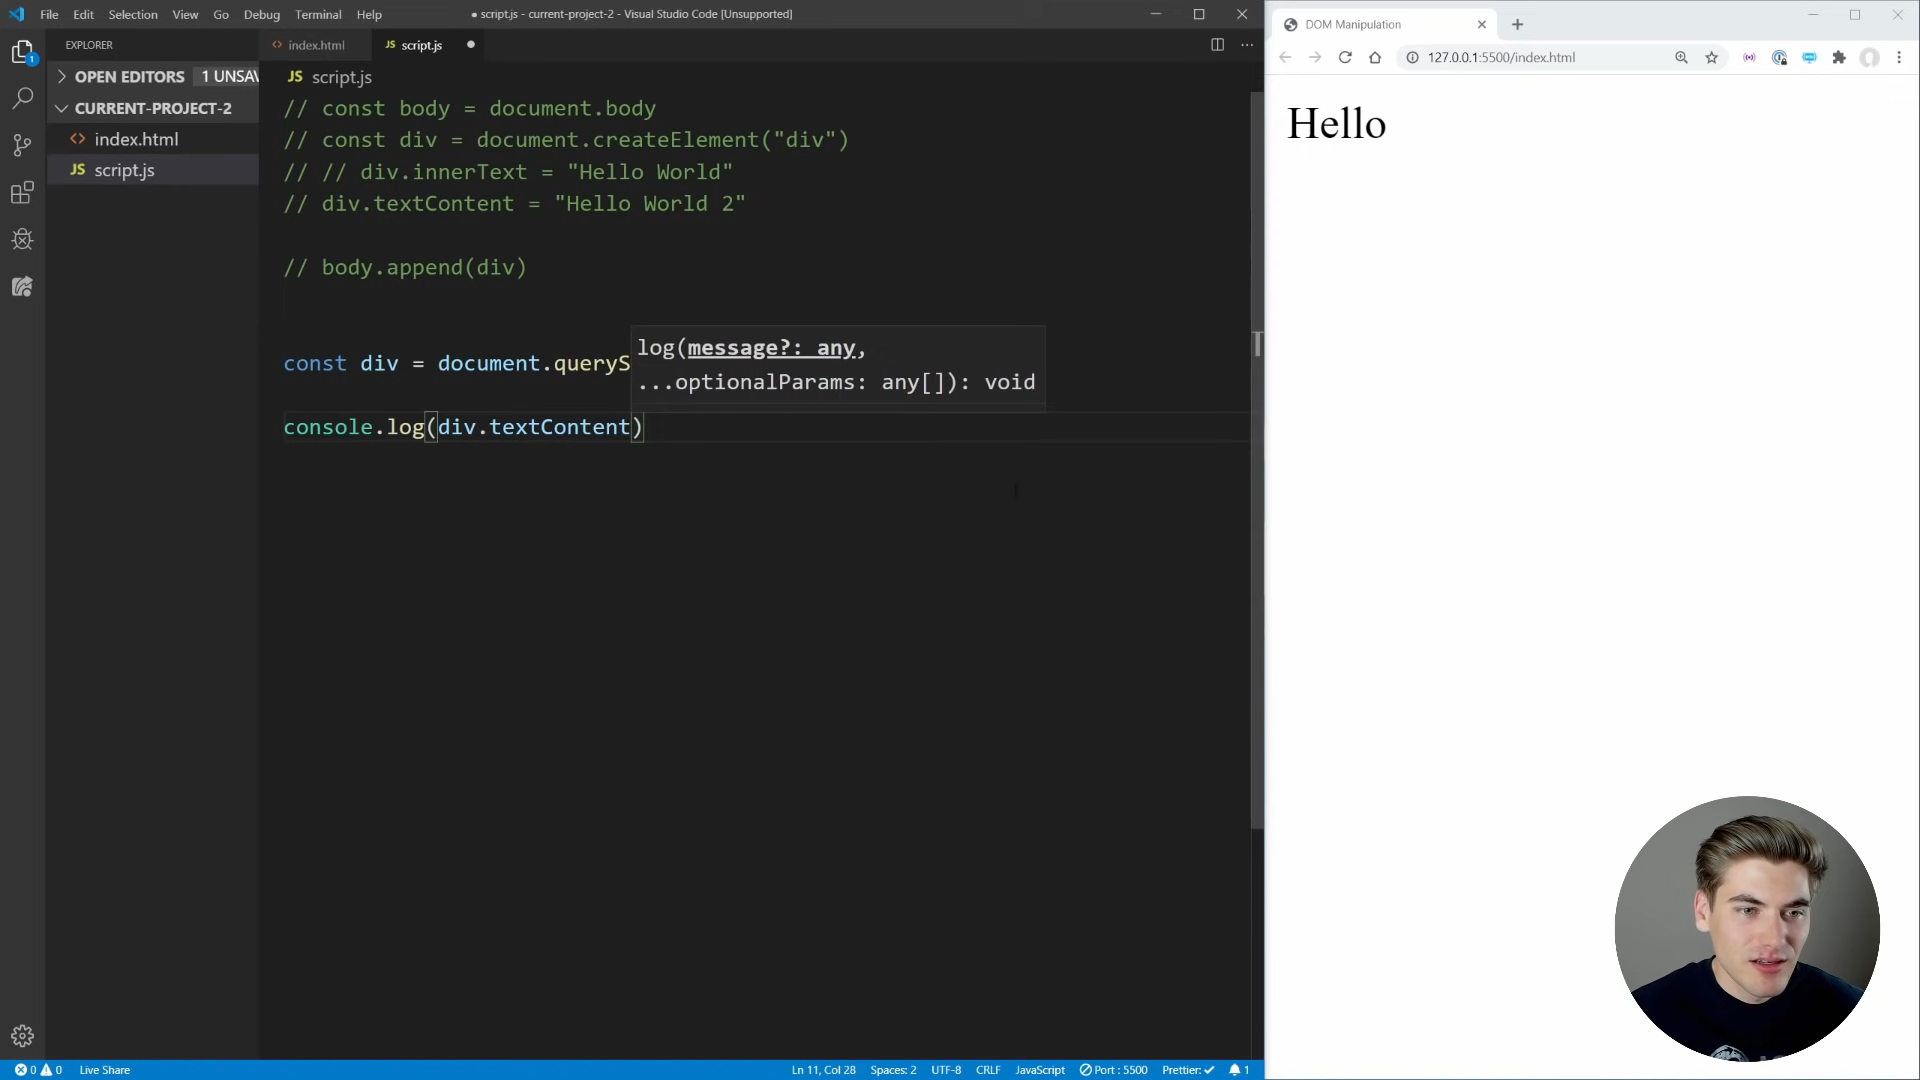 File Edit Selection View Go Debug Terminal Help
● script.js - current-project-2 - Visual Studio Code [Unsupported]
DOM Manipulation
EXPLORER
index.html
JS script.js
127.0.0.1:5500/index.html
OPEN EDITORS 1 UNSAV
JS script.js
CURRENT-PROJECT-2
index.html
JS script.js
1
// const body = document.body
// const div = document.createElement("div")
// // div.innerText = "Hello World"
// div.textContent = "Hello World 2"
// body.append(div)
log(message?: any,
...optionalParams: any[]): void
const div = document.queryS
console.log(div.textContent)
Hello
0 0 Live Share
Ln 11, Col 28 Spaces: 2 UTF-8 CRLF JavaScript Port : 5500 Prettier: ✓ 1